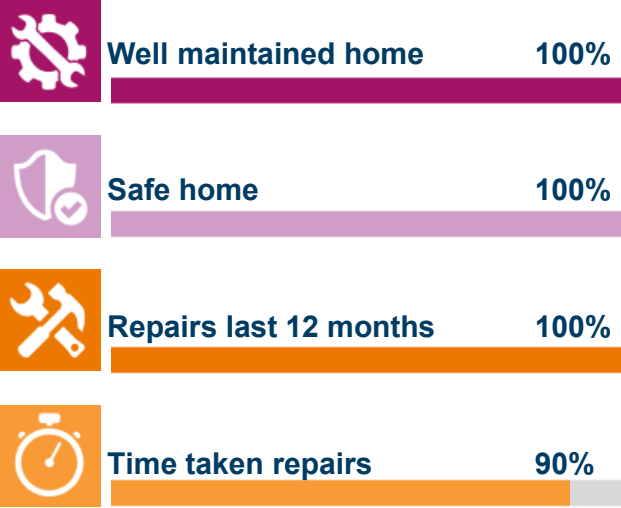 Well maintained home 100%
Safe home 100%
Repairs last 12 months 100%
Time taken repairs 90%